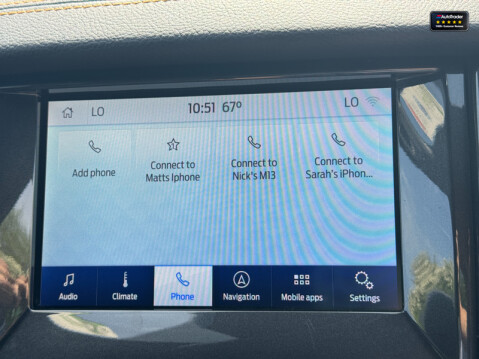 AutoTrader
LO 10:51 67° LO
Add phone
Connect to
Matts Iphone
Connect to
Nick's M13
Connect to
Sarah's iPhon...
Audio Climate Phone Navigation Mobile apps Settings